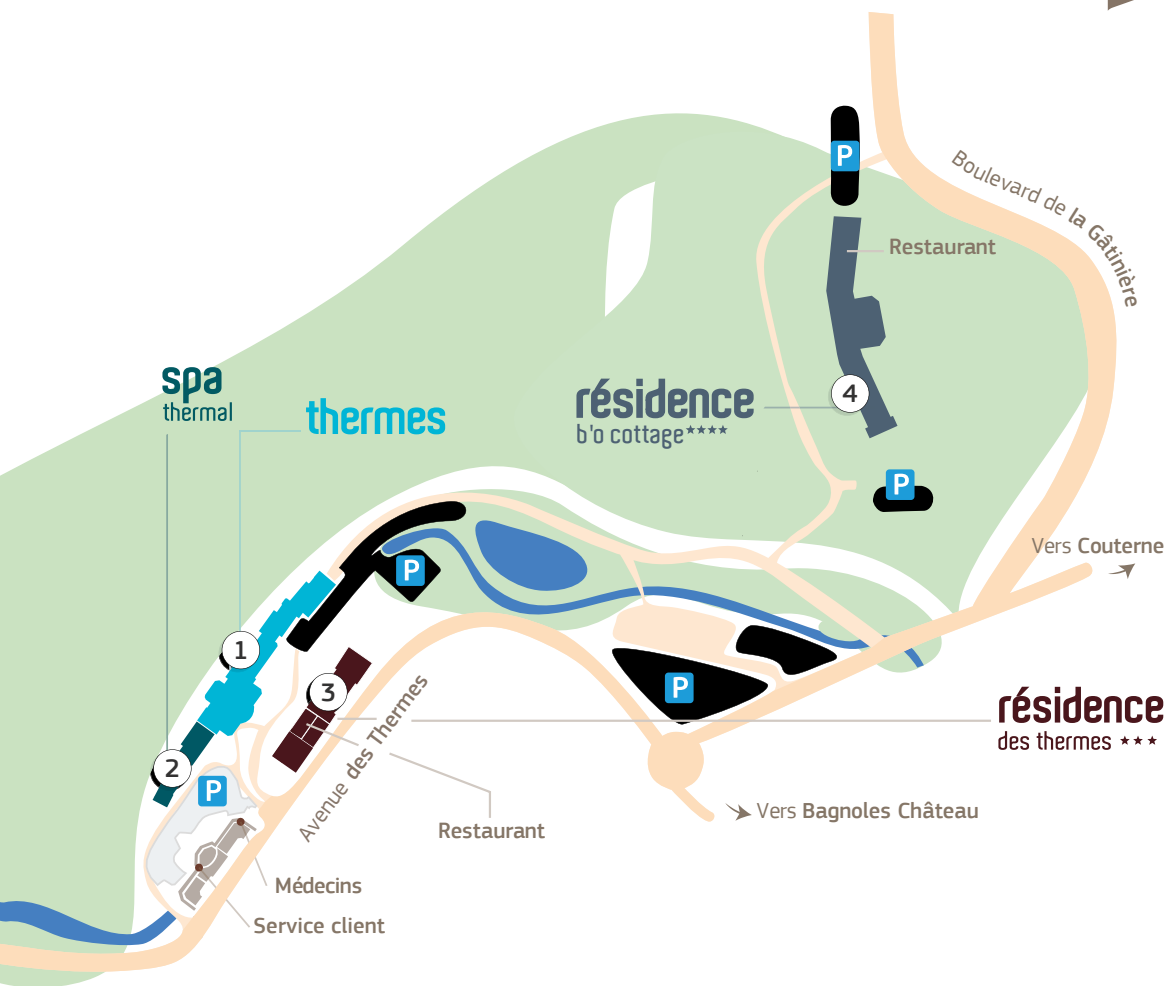 P
Boulevard de la Gâtinière
Restaurant
spa
thermal
thermes
résidence
b'o cottage****
4
P
Vers Couterne
P
1
3
P
résidence
des thermes ***
2
P
Avenue des Thermes
Vers Bagnoles Château
Restaurant
Médecins
Service client